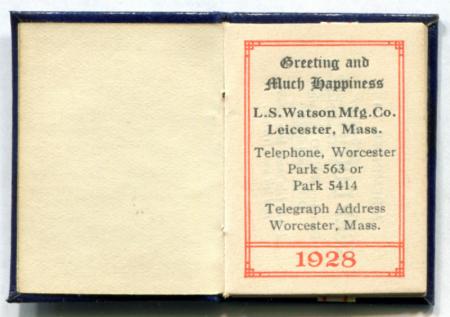 Greeting and
Much Happiness
L.S. Watson Mfg. Co.
Leicester, Mass.
Telephone, Worcester
Park 563 or
Park 5414
Telegraph Address
Worcester, Mass.
1928